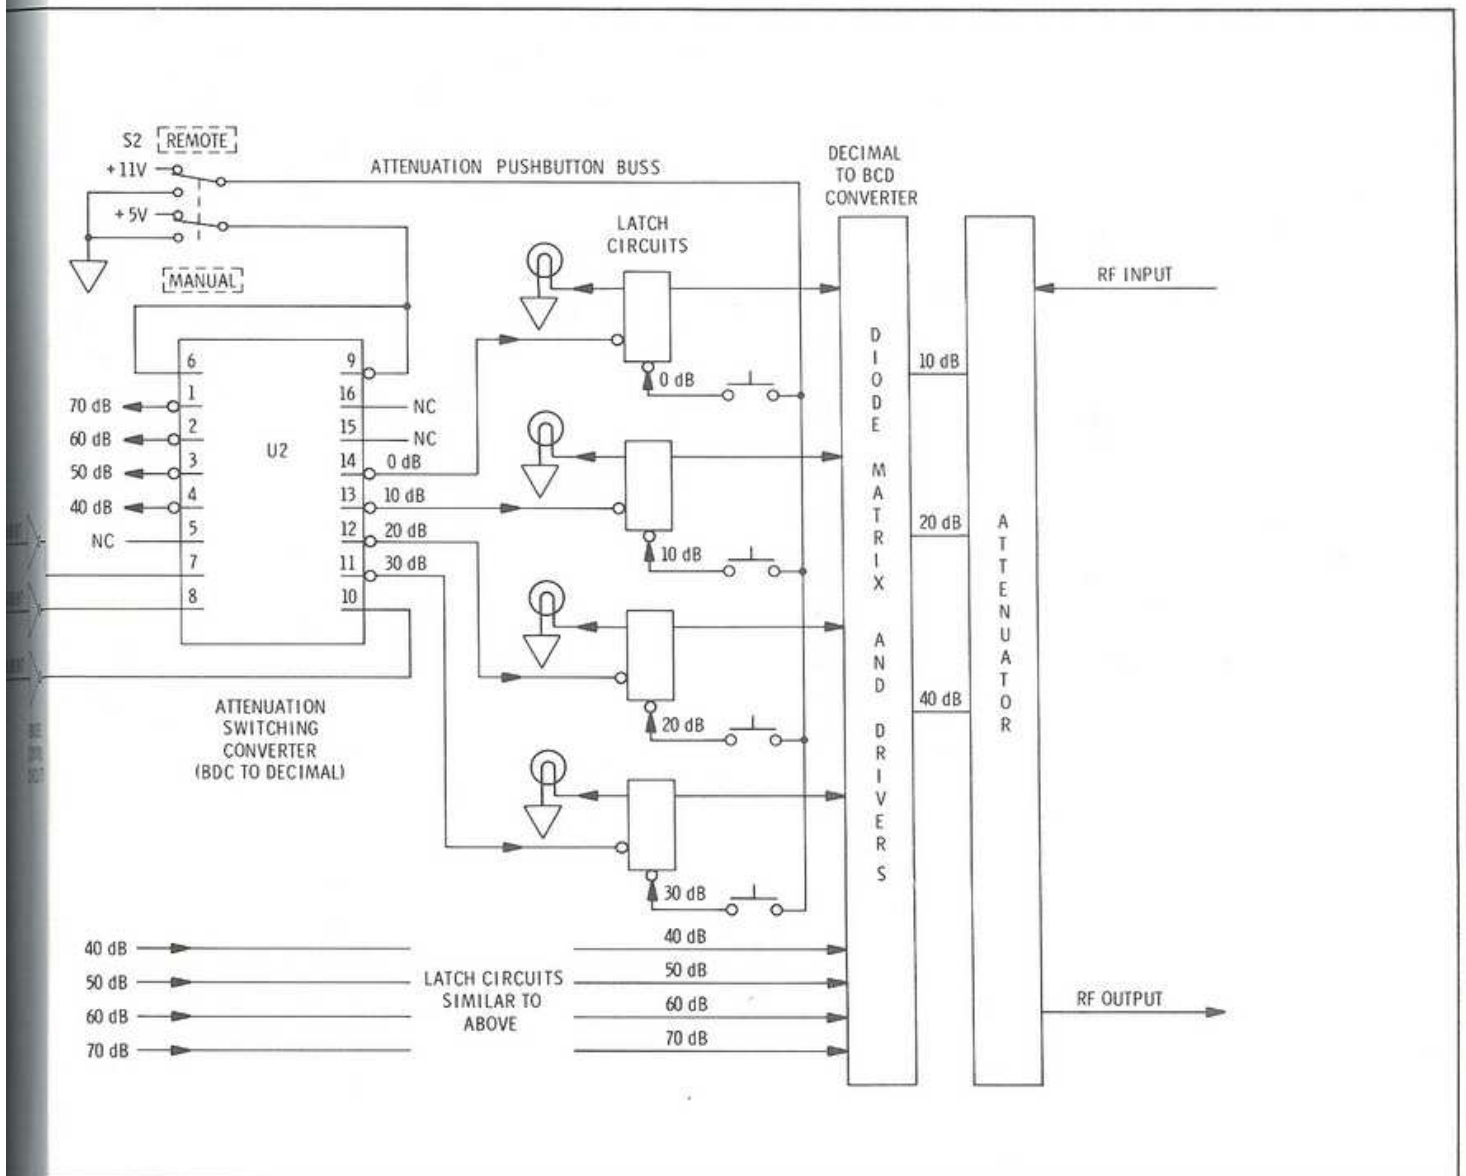 S2 REMOTE
+11V
+5V
MANUAL
ATTENUATION PUSHBUTTON BUSS
DECIMAL
TO BCD
CONVERTER
LATCH
CIRCUITS
RF INPUT
6
1
2
3
4
5
7
8
9
16
15
14
13
12
11
10
U2
70 dB
60 dB
50 dB
40 dB
NC
NC
NC
0 dB
10 dB
20 dB
30 dB
0 dB
10 dB
20 dB
30 dB
ATTENUATION
SWITCHING
CONVERTER
(BDC TO DECIMAL)
DIODE MATRIX AND DRIVERS
10 dB
20 dB
40 dB
ATTENUATOR
40 dB
50 dB
60 dB
70 dB
LATCH CIRCUITS
SIMILAR TO
ABOVE
40 dB
50 dB
60 dB
70 dB
RF OUTPUT